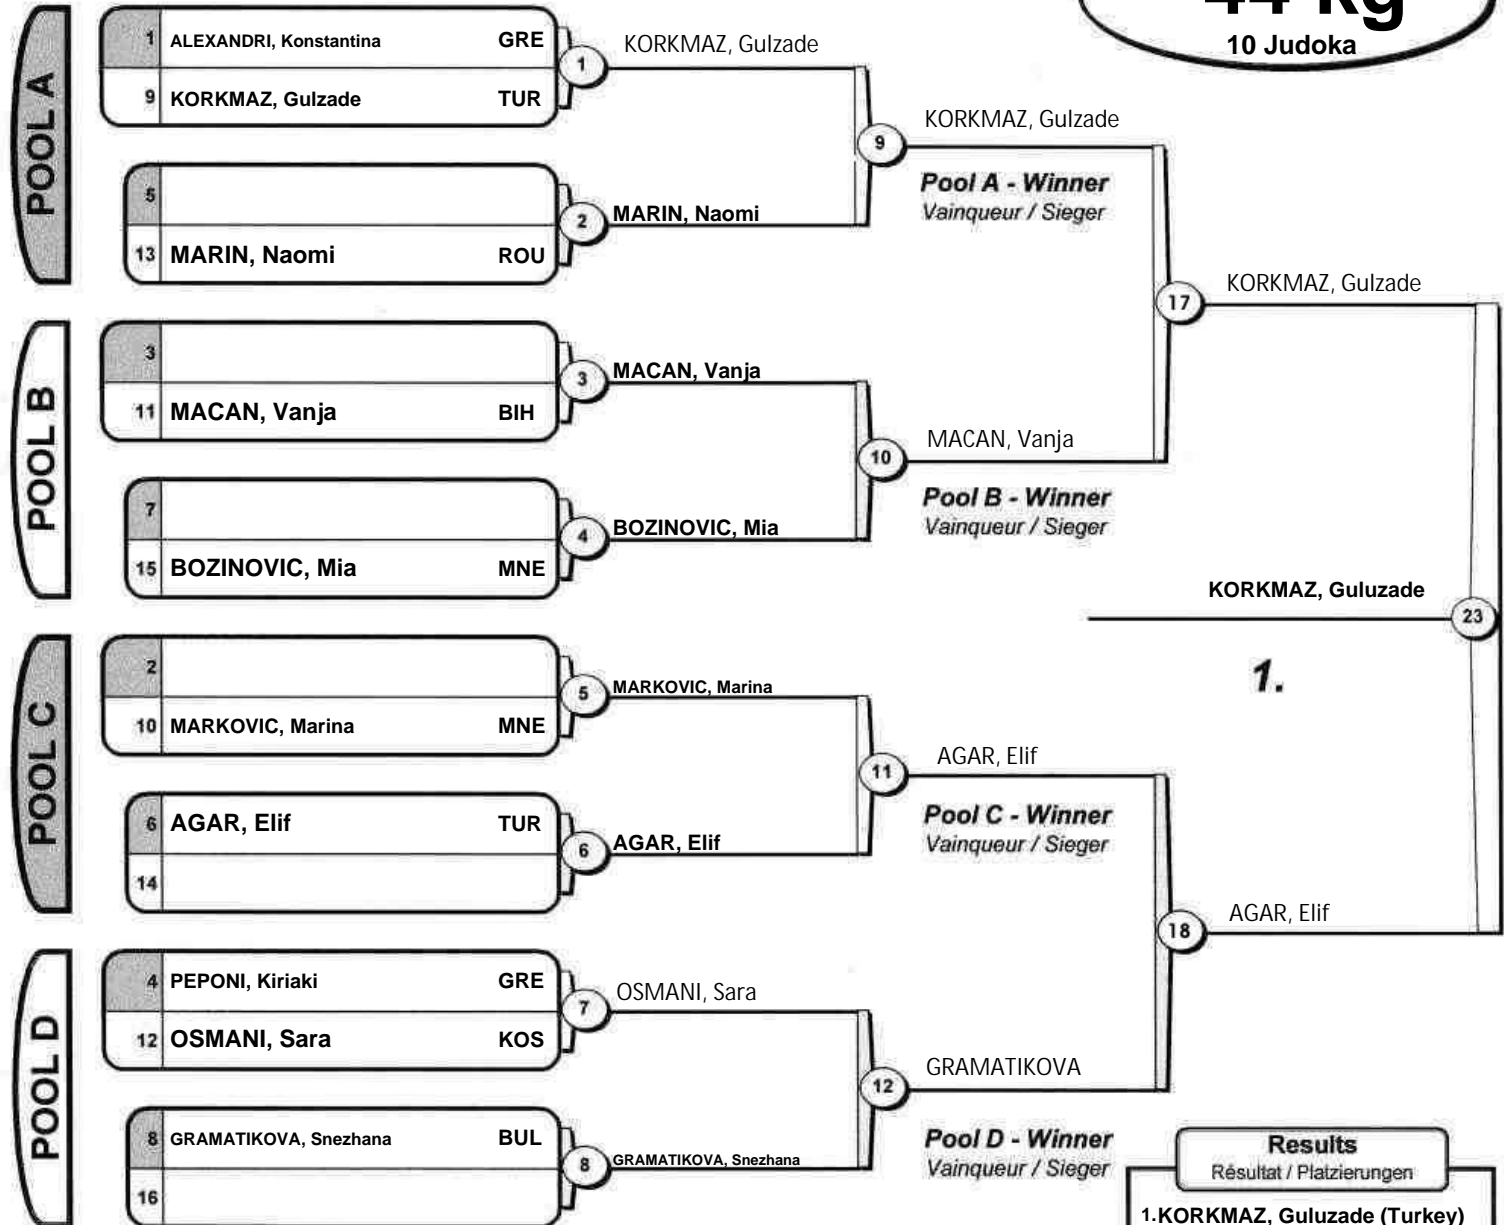 44 kg
10 Judoka
POOL A
1 ALEXANDRI, Konstantina GRE
9 KORKMAZ, Gulzade TUR
1 KORKMAZ, Gulzade
5
13 MARIN, Naomi ROU
2 MARIN, Naomi
9 KORKMAZ, Gulzade
Pool A - Winner
Vainqueur / Sieger
POOL B
3
11 MACAN, Vanja BIH
3 MACAN, Vanja
7
15 BOZINOVIC, Mia MNE
4 BOZINOVIC, Mia
10 MACAN, Vanja
Pool B - Winner
Vainqueur / Sieger
17 KORKMAZ, Gulzade
KORKMAZ, Guluzade
23
1.
POOL C
2
10 MARKOVIC, Marina MNE
5 MARKOVIC, Marina
6 AGAR, Elif TUR
14
6 AGAR, Elif
11 AGAR, Elif
Pool C - Winner
Vainqueur / Sieger
18 AGAR, Elif
POOL D
4 PEPONI, Kiriaki GRE
12 OSMANI, Sara KOS
7 OSMANI, Sara
8 GRAMATIKOVA, Snezhana BUL
16
8 GRAMATIKOVA, Snezhana
12 GRAMATIKOVA
Pool D - Winner
Vainqueur / Sieger
Results
Résultat / Platzierungen
1.KORKMAZ, Guluzade (Turkey)